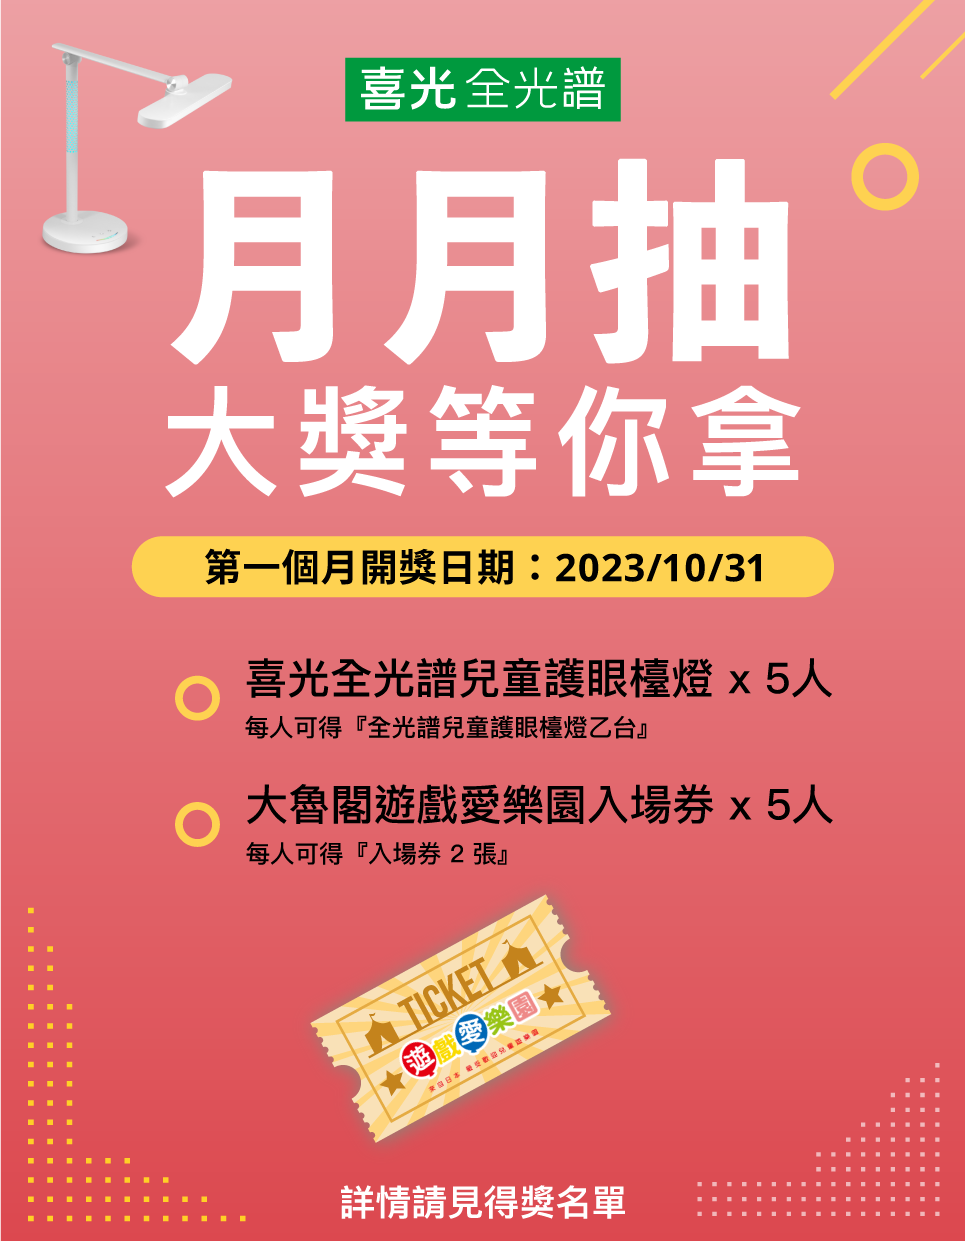 喜光全光譜
月月抽
大獎等你拿
第一個月開獎日期：2023/10/31
喜光全光譜兒童護眼檯燈 x 5人
每人可得『全光譜兒童護眼檯燈乙台』
大魯閣遊戲愛樂園入場券 x 5人
每人可得『入場券 2 張』
TICKET
遊戲愛樂園
詳情請見得獎名單